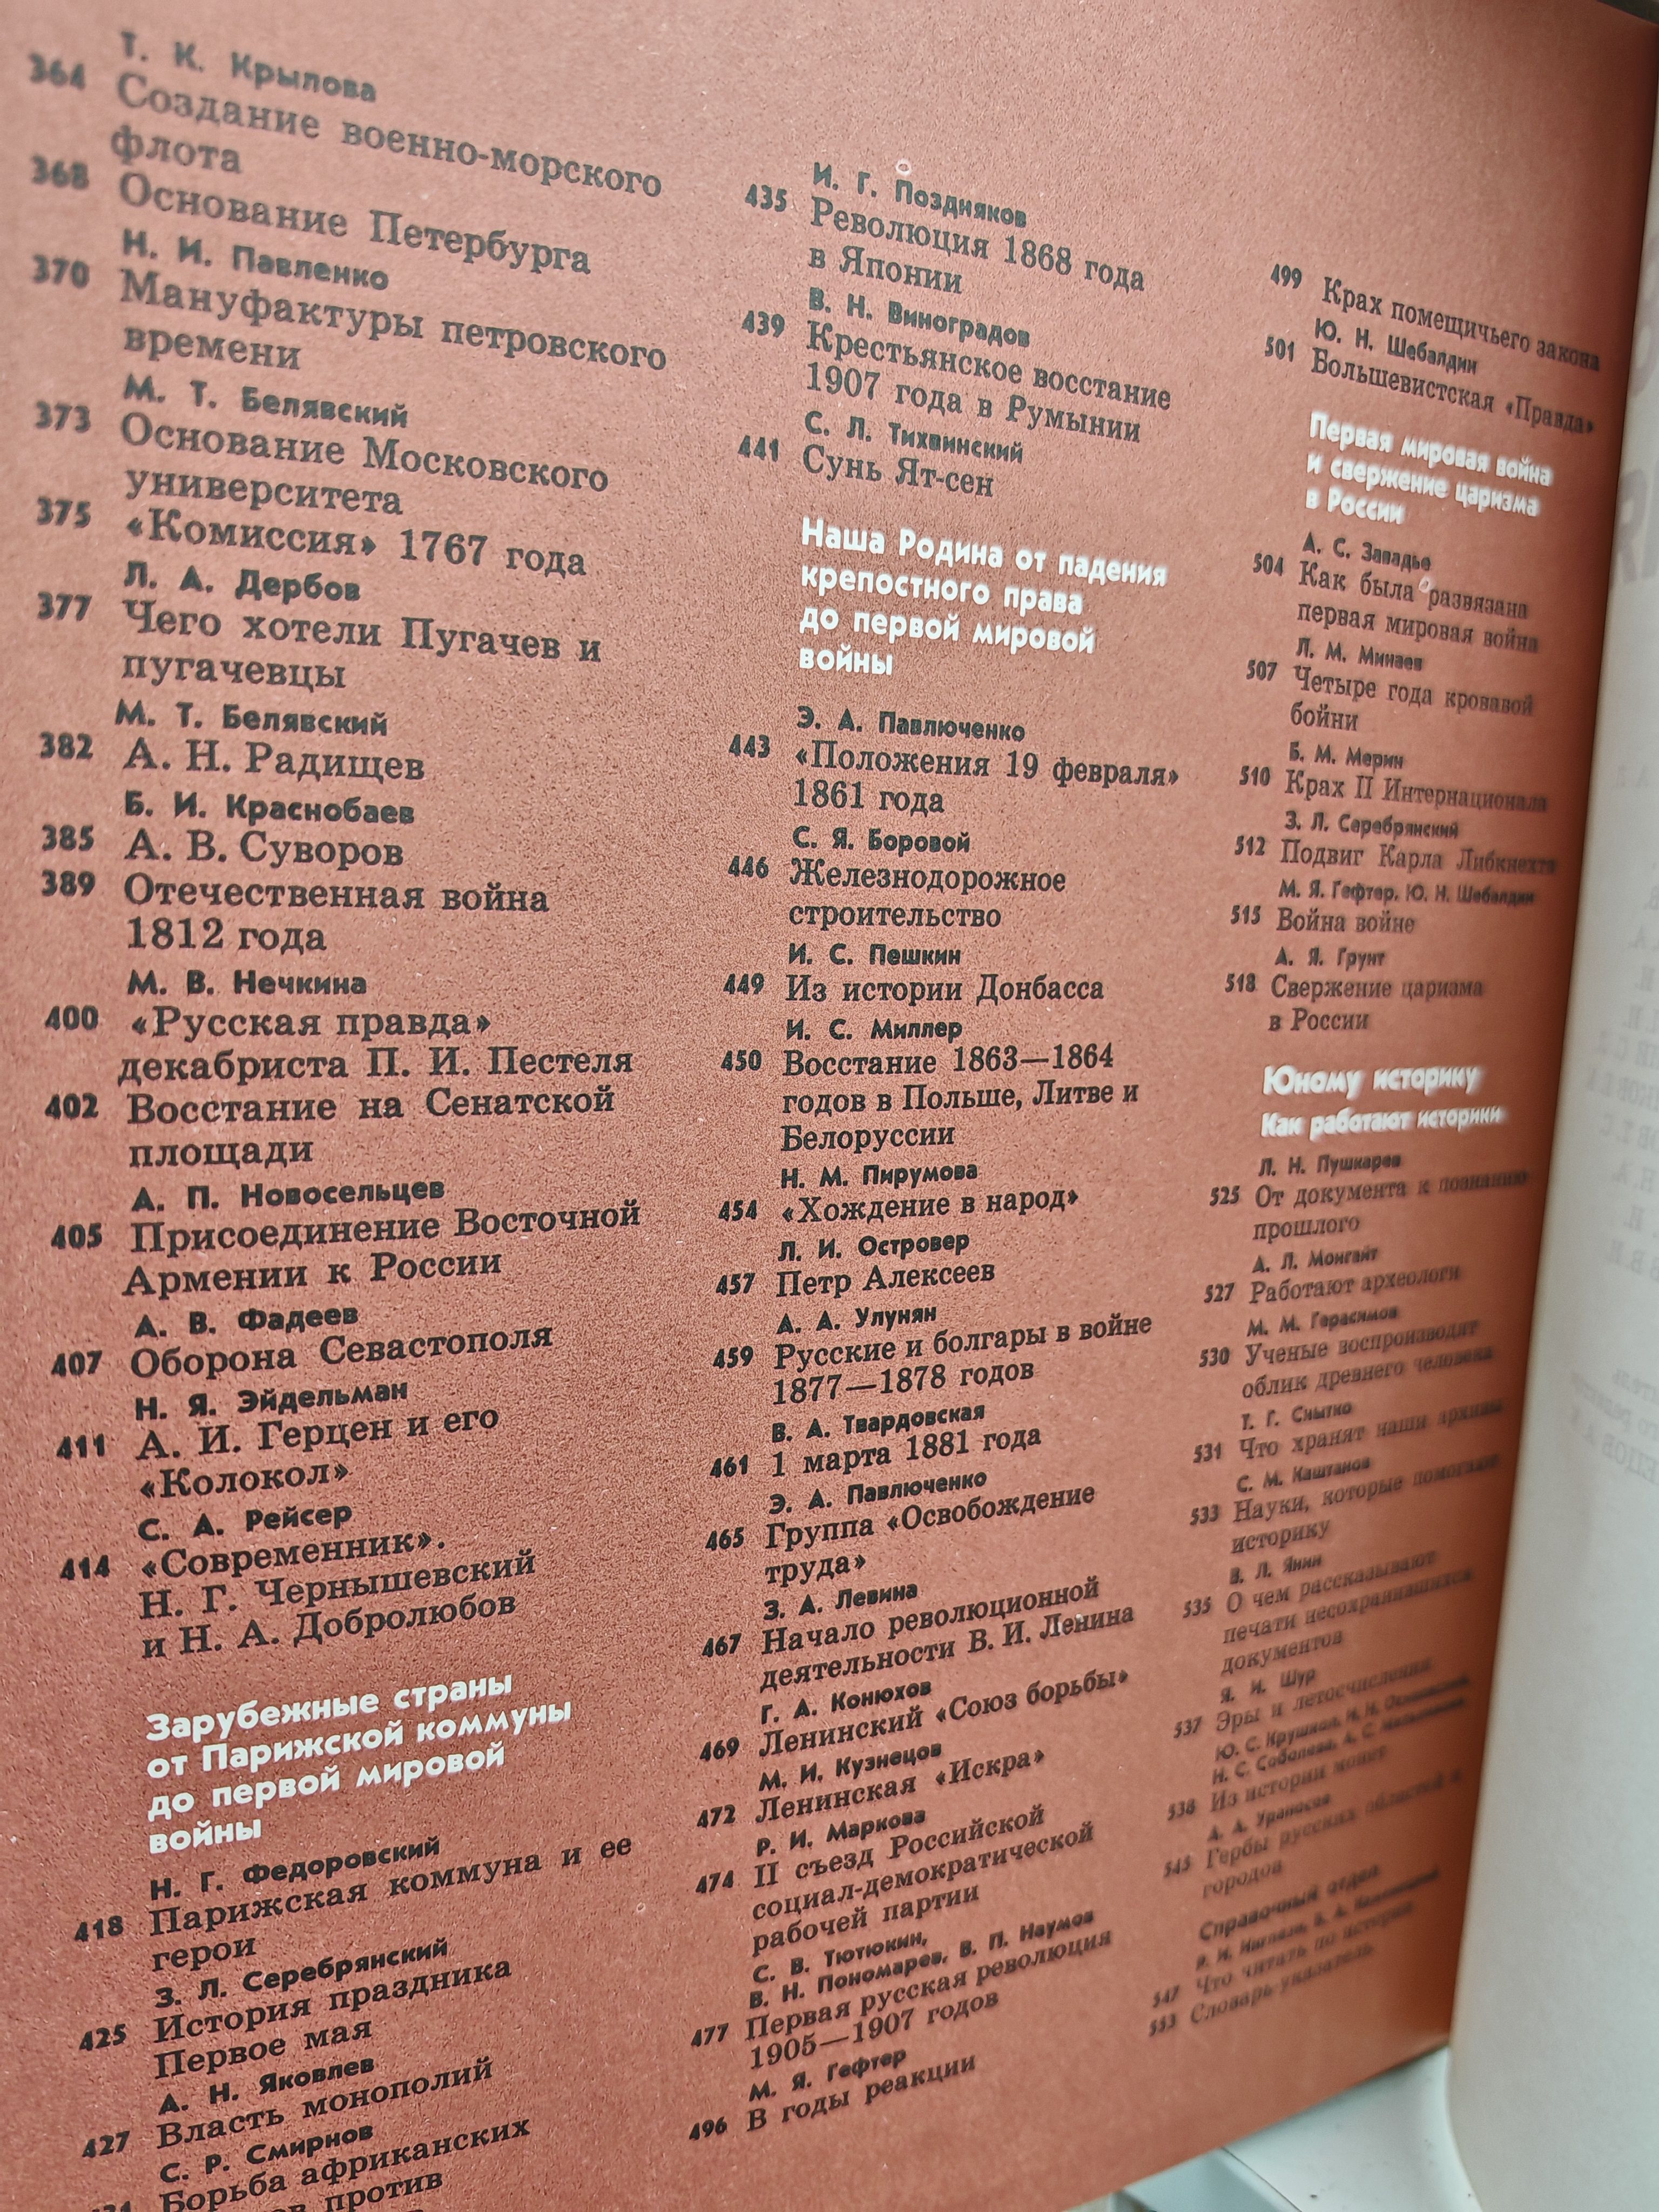 Т. К. Крылова
364 Создание военно-морского
флота
368 Основание Петербурга
Н. И. Павленко
370 Мануфактуры петровского
времени
М. Т. Белявский
373 Основание Московского
университета
375 «Комиссия» 1767 года
Л. А. Дербов
377 Чего хотели Пугачев и
пугачевцы
М. Т. Белявский
382 А. Н. Радищев
Б. И. Краснобаев
385 А. В. Суворов
389 Отечественная война
1812 года
М. В. Нечкина
400 «Русская правда»
декабриста П. И. Пестеля
402 Восстание на Сенатской
площади
А. П. Новосельцев
405 Присоединение Восточной
Армении к России
А. В. Фадеев
407 Оборона Севастополя
Н. Я. Эйдельман
411 А. И. Герцен и его
«Колокол»
С. А. Рейсер
414 «Современник».
Н. Г. Чернышевский
и Н. А. Добролюбов
Зарубежные страны
от Парижской коммуны
до первой мировой
войны
Н. Г. Федоровский
418 Парижская коммуна и ее
герои
З. Л. Серебрянский
425 История праздника
Первое мая
А. Н. Яковлев
427 Власть монополий
С. Р. Смирнов
Борьба африканских
против
И. Г. Поздняков
435 Революция 1868 года
в Японии
В. Н. Виноградов
439 Крестьянское восстание
1907 года в Румынии
С. Л. Тихвинский
441 Сунь Ят-сен
Наша Родина от падения
крепостного права
до первой мировой
войны
Э. А. Павлюченко
443 «Положения 19 февраля»
1861 года
С. Я. Боровой
446 Железнодорожное
строительство
И. С. Пешкин
449 Из истории Донбасса
И. С. Миллер
450 Восстание 1863—1864
годов в Польше, Литве и
Белоруссии
Н. М. Пирумова
454 «Хождение в народ»
Л. И. Островер
457 Петр Алексеев
А. А. Улунян
459 Русские и болгары в войне
1877—1878 годов
В. А. Твардовская
461 1 марта 1881 года
Э. А. Павлюченко
465 Группа «Освобождение
труда»
З. А. Левина
467 Начало революционной
деятельности В. И. Ленина
Г. А. Конюхов
469 Ленинский «Союз борьбы»
М. И. Кузнецов
472 Ленинская «Искра»
Р. И. Маркова
474 II съезд Российской
социал-демократической
рабочей партии
С. В. Тютюкин,
В. Н. Пономарев, В. П. Наумов
477 Первая русская революция
1905—1907 годов
М. Я. Гефтер
496 В годы реакции
499 Крах помещичьего закона
Ю. Н. Шебалдин
501 Большевистская «Правда»
Первая мировая война
и свержение царизма
в России
А. С. Завадье
504 Как была развязана
первая мировая война
Л. М. Минаев
507 Четыре года кровавой
бойни
Б. М. Мерин
510 Крах II Интернационала
З. Л. Серебрянский
512 Подвиг Карла Либкнехта
М. Я. Гефтер, Ю. Н. Шебалдин
515 Война войне
А. Я. Грунт
518 Свержение царизма
в России
Юному историку
Как работают историки
Л. Н. Пушкарев
525 От документа к познанию
прошлого
А. Л. Монгайт
527 Работают археологи
М. М. Герасимов
530 Ученые воспроизводят
облик древнего человека
Т. Г. Снытко
531 Что хранят наши архивы
С. М. Каштанов
533 Науки, которые помогают
историку
В. Л. Янин
535 О чем рассказывают
печати несохранившихся
документов
Я. И. Шур
537 Эры и летосчисления
Ю. С. Крушкол,
Н. С. Соболева,
538 Из истории монет
А. А.
543 Гербы русских областей и
городов
Справочный отдел
547 Что читать по истории
553 Словарь указатель